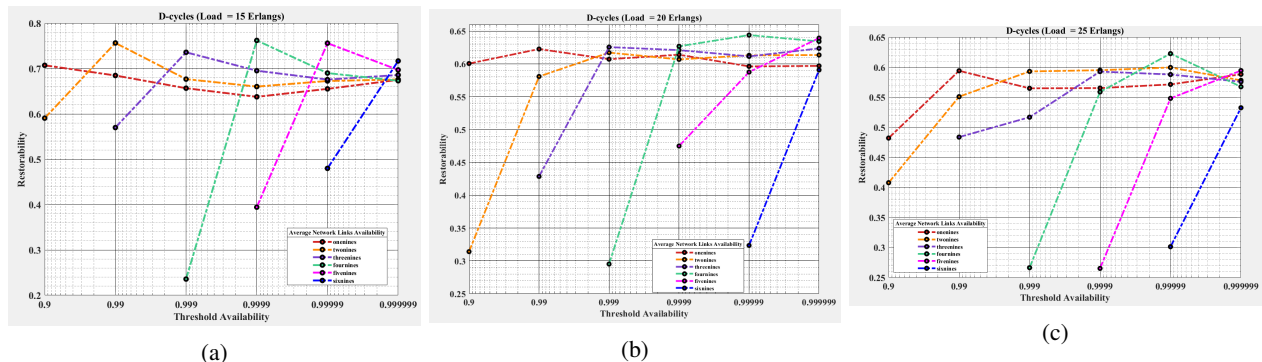 D-cycles (Load = 15 Erlangs)
Restorability
0.8
0.7
0.6
0.5
0.4
0.3
0.2
0.9
0.99
0.999
0.9999
0.99999
0.999999
Threshold Availability
Average Network Links Availability
onenines
twonines
threenines
fournines
fivenines
sixnines
(a)
D-cycles (Load = 20 Erlangs)
Restorability
0.65
0.6
0.55
0.5
0.45
0.4
0.35
0.3
0.25
0.9
0.99
0.999
0.9999
0.99999
0.999999
Threshold Availability
Average Network Links Availability
onenines
twonines
threenines
fournines
fivenines
sixnines
(b)
D-cycles (Load = 25 Erlangs)
Restorability
0.65
0.6
0.55
0.5
0.45
0.4
0.35
0.3
0.25
0.9
0.99
0.999
0.9999
0.99999
0.999999
Threshold Availability
Average Network Links Availability
onenines
twonines
threenines
fournines
fivenines
sixnines
(c)